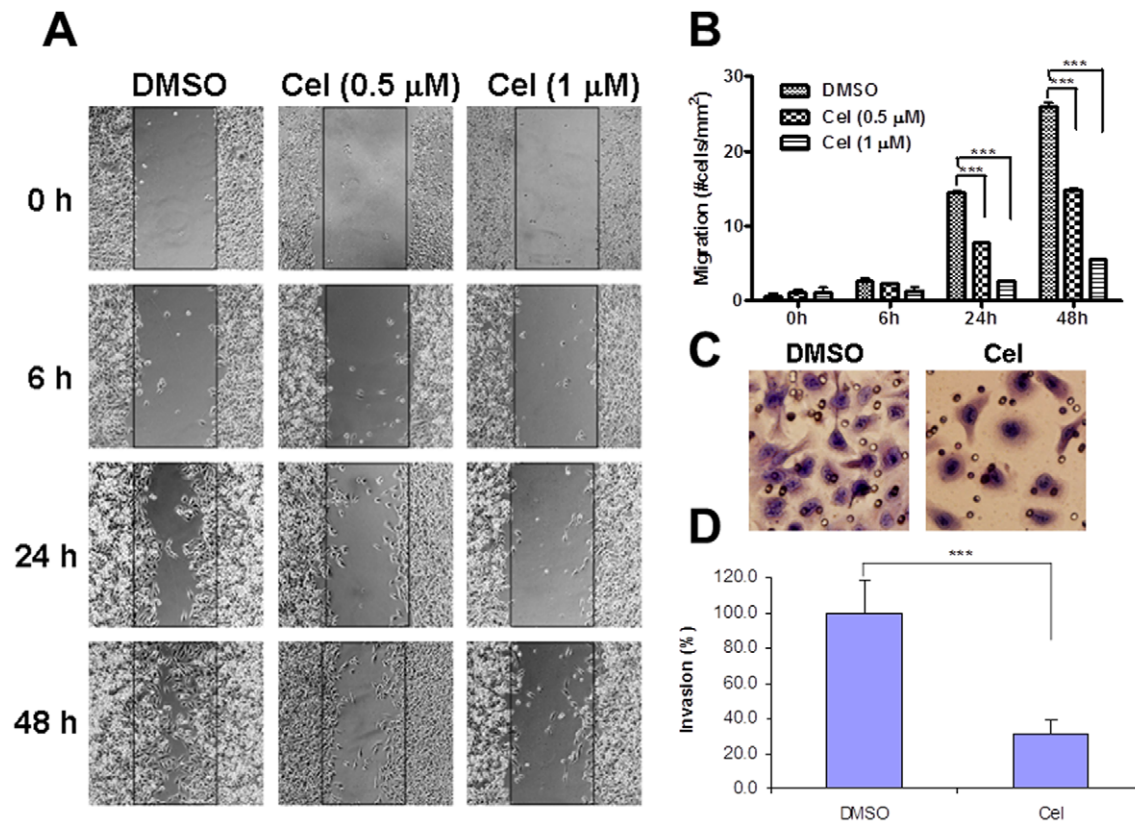 A
DMSO Cel (0.5 μM) Cel (1 μM)
0 h
6 h
24 h
48 h
B
Migration (#cells/mm²)
30
20
10
0
DMSO
Cel (0.5 μM)
Cel (1 μM)
***
***
***
***
0h 6h 24h 48h
C
DMSO Cel
D
***
Invasion (%)
120.0
100.0
80.0
60.0
40.0
20.0
0.0
DMSO Cel